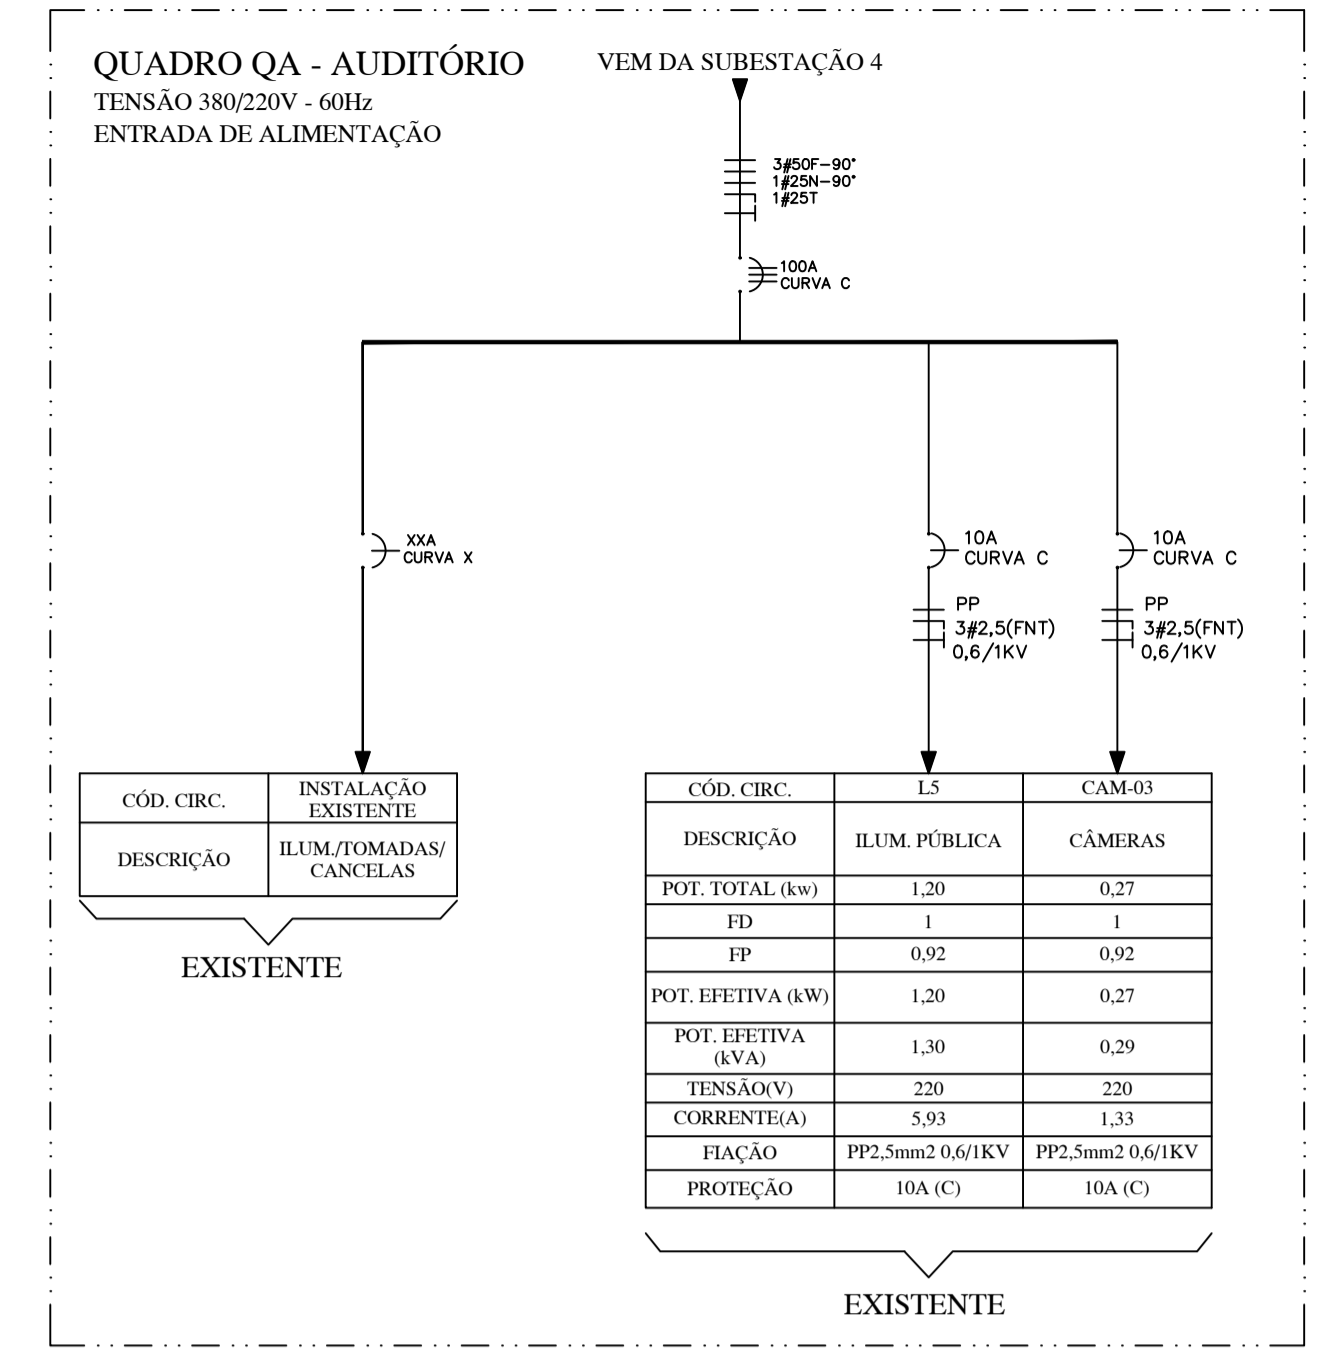 QUADRO QA - AUDITÓRIO
TENSÃO 380/220V - 60Hz
ENTRADA DE ALIMENTAÇÃO
VEM DA SUBESTAÇÃO 4
3#50F-90°
1#25N-90°
1#25T
100A
CURVA C
XXA
CURVA X
10A
CURVA C
PP
3#2,5(FNT)
0,6/1KV
10A
CURVA C
PP
3#2,5(FNT)
0,6/1KV
CÓD. CIRC.
INSTALAÇÃO
EXISTENTE
DESCRIÇÃO
ILUM./TOMADAS/
CANCELAS
EXISTENTE
CÓD. CIRC. L5 CAM-03
DESCRIÇÃO ILUM. PÚBLICA CÂMERAS
POT. TOTAL (kw) 1,20 0,27
FD 1 1
FP 0,92 0,92
POT. EFETIVA (kW) 1,20 0,27
POT. EFETIVA
(kVA) 1,30 0,29
TENSÃO(V) 220 220
CORRENTE(A) 5,93 1,33
FIAÇÃO PP2,5mm2 0,6/1KV PP2,5mm2 0,6/1KV
PROTEÇÃO 10A (C) 10A (C)
EXISTENTE